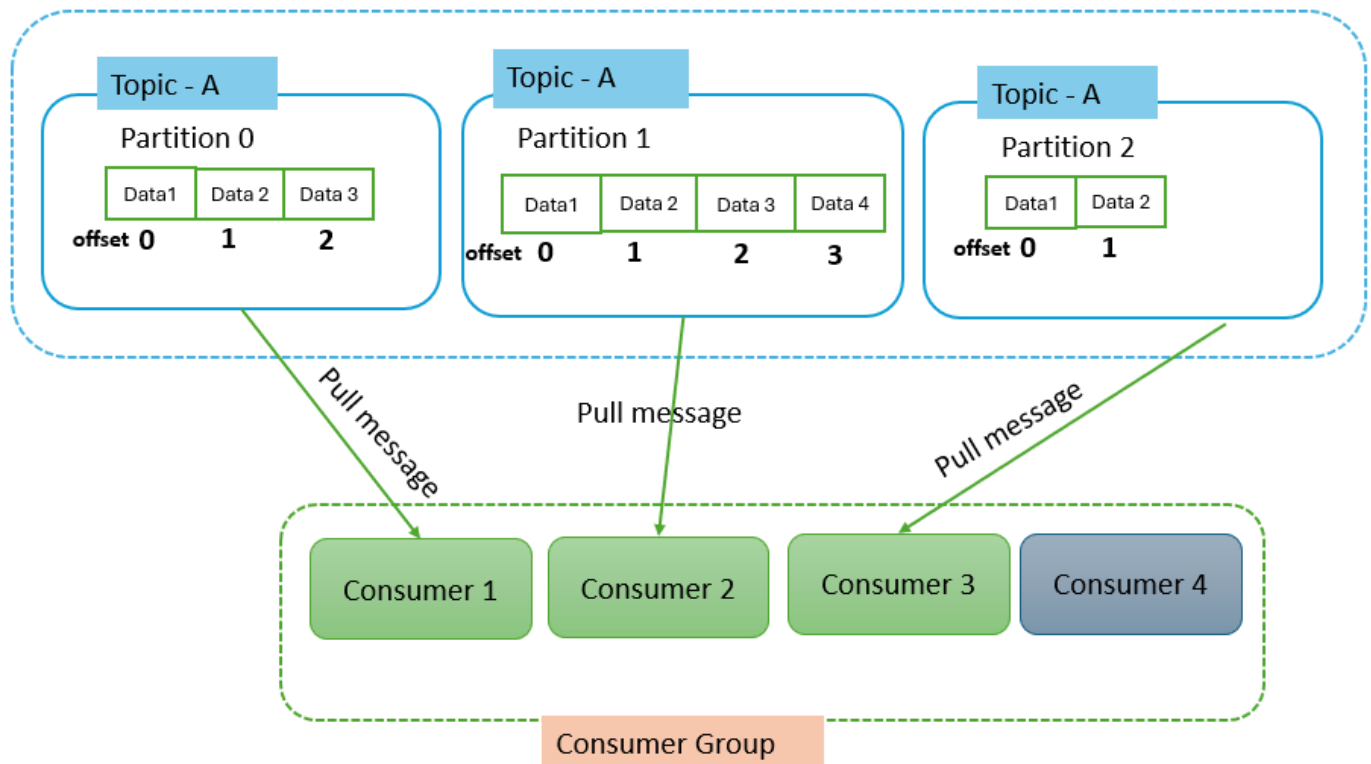 Topic - A
Partition 0
Data1 Data 2 Data 3
offset 0 1 2
Topic - A
Partition 1
Data1 Data 2 Data 3 Data 4
offset 0 1 2 3
Topic - A
Partition 2
Data1 Data 2
offset 0 1
Pull message
Pull message
Pull message
Consumer 1
Consumer 2
Consumer 3
Consumer 4
Consumer Group